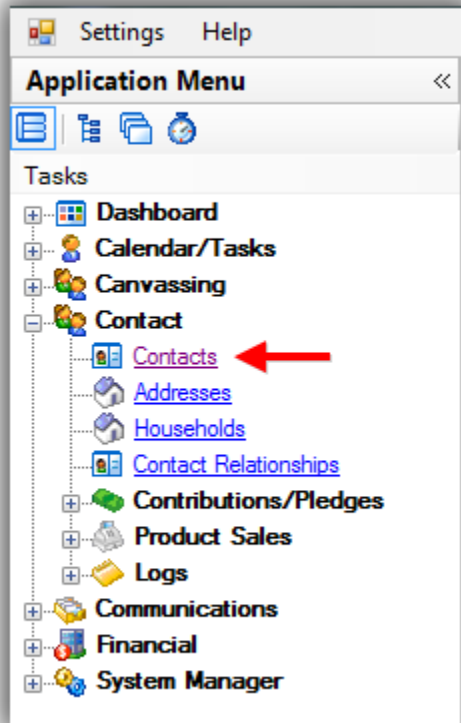 Settings Help
Application Menu «
Tasks
Dashboard
Calendar/Tasks
Canvassing
Contact
Contacts
Addresses
Households
Contact Relationships
Contributions/Pledges
Product Sales
Logs
Communications
Financial
System Manager